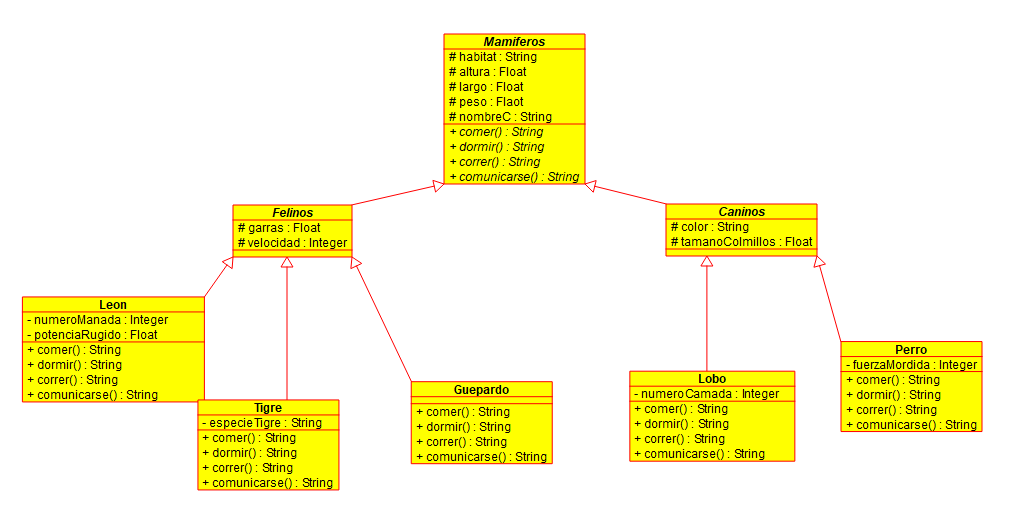 Mamiferos
# habitat : String
# altura : Float
# largo : Float
# peso : Flaot
# nombreC : String
+ comer() : String
+ dormir() : String
+ correr() : String
+ comunicarse() : String
Felinos
# garras : Float
# velocidad : Integer
Caninos
# color : String
# tamanoColmillos : Float
Leon
- numeroManada : Integer
- potenciaRugido : Float
+ comer() : String
+ dormir() : String
+ correr() : String
+ comunicarse() : String
Tigre
- especieTigre : String
+ comer() : String
+ dormir() : String
+ correr() : String
+ comunicarse() : String
Guepardo
+ comer() : String
+ dormir() : String
+ correr() : String
+ comunicarse() : String
Lobo
- numeroCamada : Integer
+ comer() : String
+ dormir() : String
+ correr() : String
+ comunicarse() : String
Perro
- fuerzaMordida : Integer
+ comer() : String
+ dormir() : String
+ correr() : String
+ comunicarse() : String